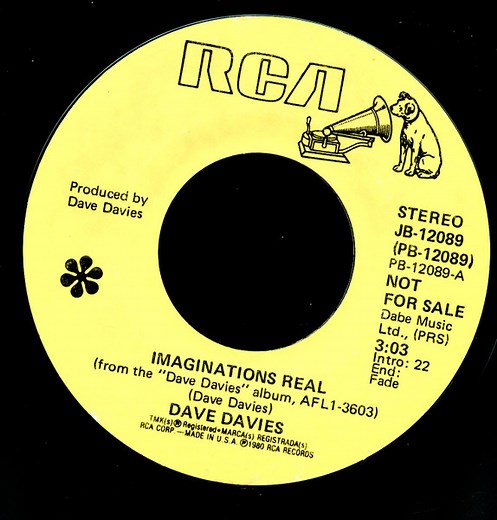 RCA
Produced by
Dave Davies
STEREO
JB-12089
(PB-12089)
PB-12089-A
NOT
FOR SALE
Dabe Music
Ltd., (PRS)
3:03
Intro: 22
End:
Fade
IMAGINATIONS REAL
(from the "Dave Davies" album, AFL1-3603)
(Dave Davies)
DAVE DAVIES
TMK(s) ® Registered•MARCA(s) REGISTRADA(s)
RCA CORP.—MADE IN U.S.A. ℗1980 RCA RECORDS